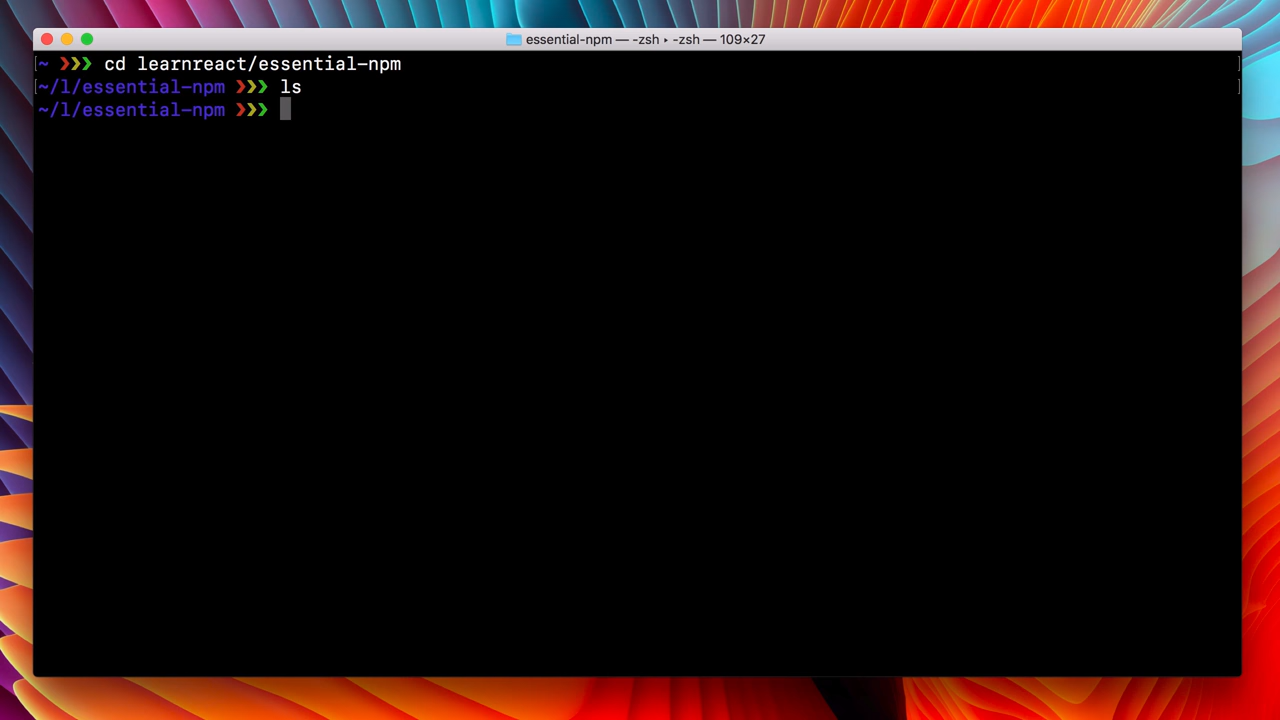 essential-npm — -zsh ▸ -zsh — 109×27
[~ ❯❯❯ cd learnreact/essential-npm ]
[~/l/essential-npm ❯❯❯ ls ]
~/l/essential-npm ❯❯❯